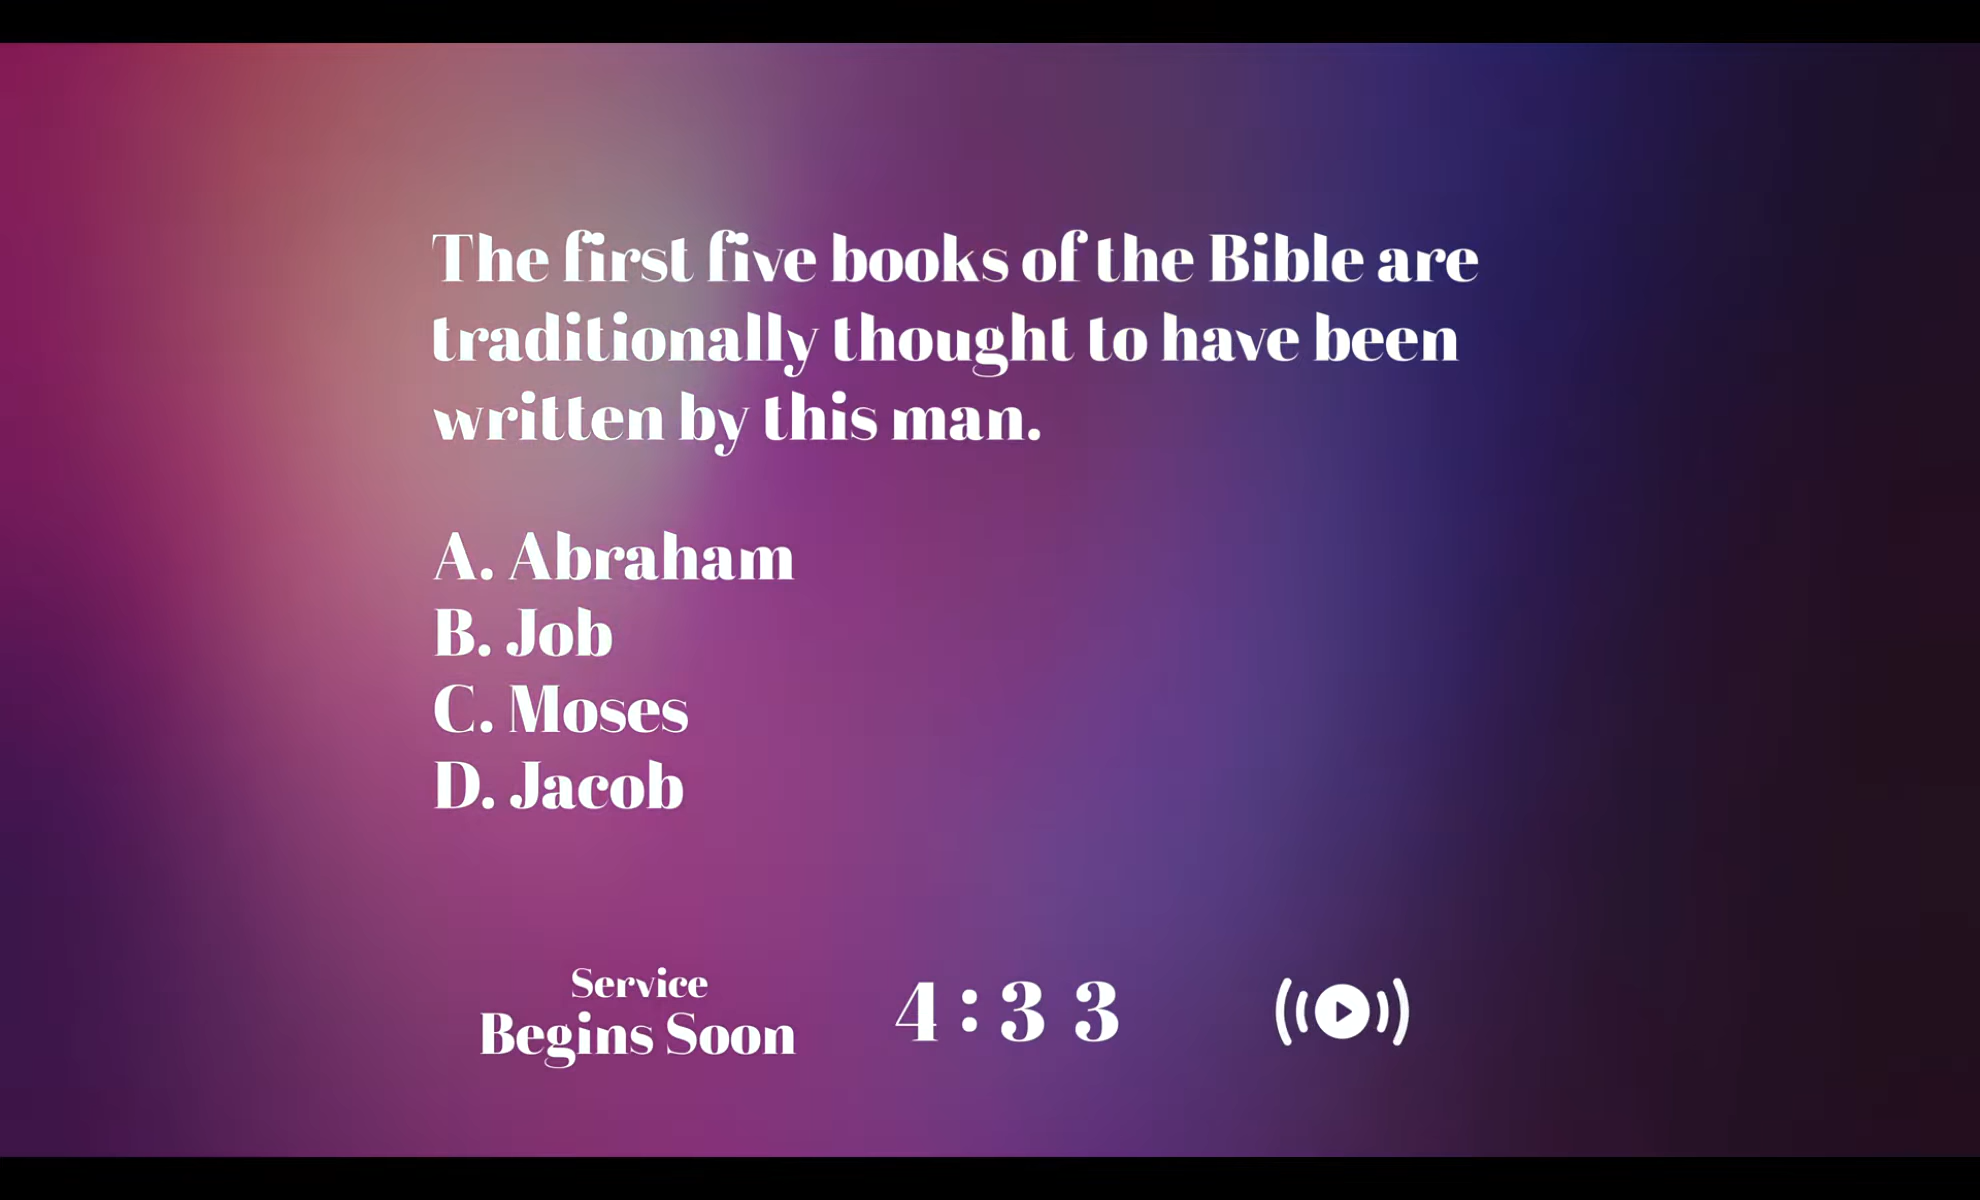 The first five books of the Bible are
traditionally thought to have been
written by this man.
A. Abraham
B. Job
C. Moses
D. Jacob
Service
Begins Soon
4:33